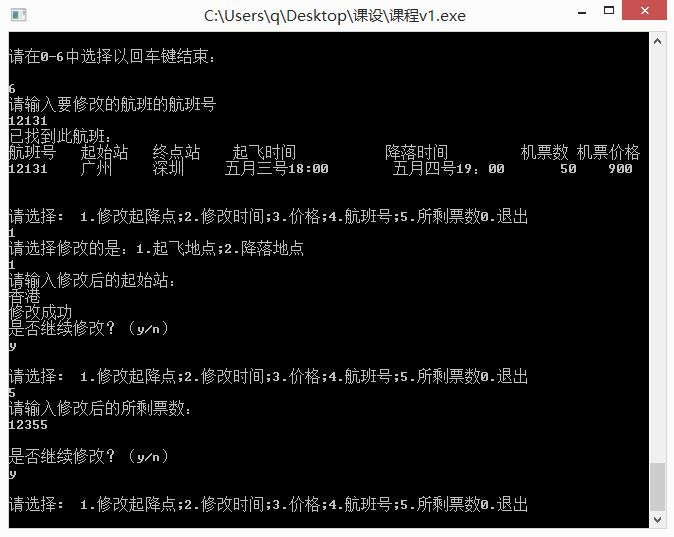 C:\Users\q\Desktop\课设\课程v1.exe
请在0-6中选择以回车键结束：
6
请输入要修改的航班的航班号
12131
已找到此航班：
航班号 起始站 终点站 起飞时间 降落时间 机票数 机票价格
12131 广州 深圳 五月三号18:00 五月四号19：00 50 900
请选择： 1.修改起降点;2.修改时间;3.价格;4.航班号;5.所剩票数0.退出
1
请选择修改的是：1.起飞地点;2.降落地点
1
请输入修改后的起始站：
香港
修改成功
是否继续修改？（y/n）
y
请选择： 1.修改起降点;2.修改时间;3.价格;4.航班号;5.所剩票数0.退出
5
请输入修改后的所剩票数：
12355
是否继续修改？（y/n）
y
请选择： 1.修改起降点;2.修改时间;3.价格;4.航班号;5.所剩票数0.退出